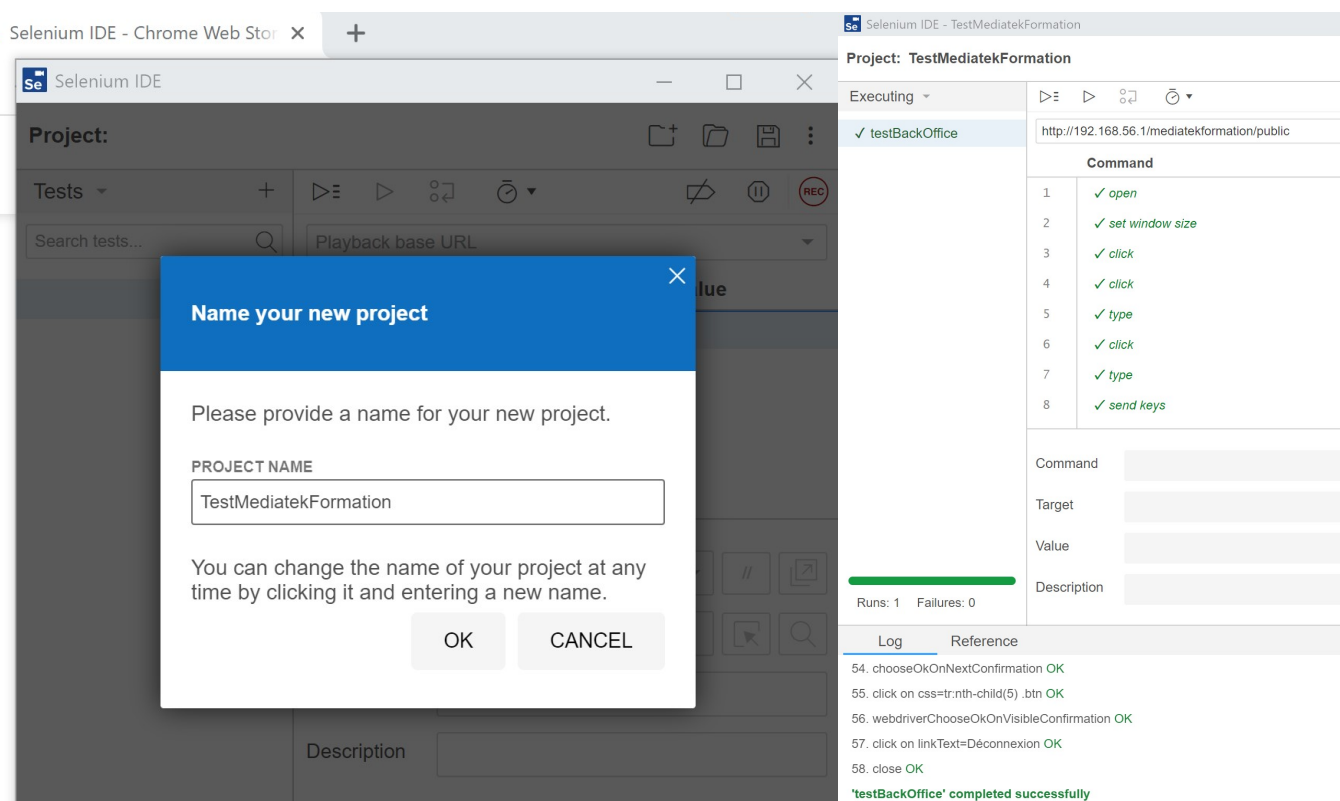 Selenium IDE - Chrome Web Stor
Se Selenium IDE
Project:
Tests
REC
Search tests...
Playback base URL
lue
Name your new project
Please provide a name for your new project.
PROJECT NAME
TestMediatekFormation
You can change the name of your project at any
time by clicking it and entering a new name.
OK CANCEL
//
Description
Se Selenium IDE - TestMediatekFormation
Project: TestMediatekFormation
Executing
✓ testBackOffice
http://192.168.56.1/mediatekformation/public
Command
1 ✓ open
2 ✓ set window size
3 ✓ click
4 ✓ click
5 ✓ type
6 ✓ click
7 ✓ type
8 ✓ send keys
Command
Target
Value
Description
Runs: 1 Failures: 0
Log Reference
54. chooseOkOnNextConfirmation OK
55. click on css=tr:nth-child(5) .btn OK
56. webdriverChooseOkOnVisibleConfirmation OK
57. click on linkText=Déconnexion OK
58. close OK
'testBackOffice' completed successfully